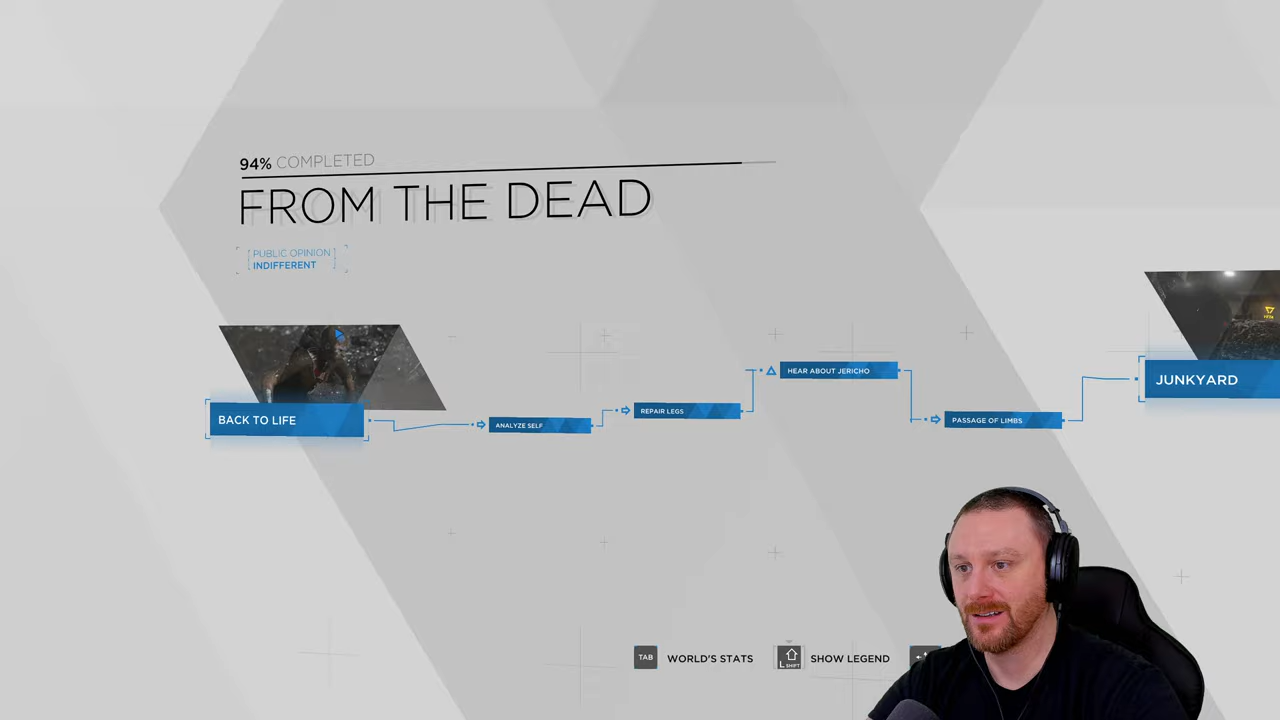 94% COMPLETED
FROM THE DEAD
PUBLIC OPINION
INDIFFERENT
HEAR ABOUT JERICHO
JUNKYARD
REPAIR LEGS
BACK TO LIFE
ANALYZE SELF
PASSAGE OF LIMBS
TAB WORLD'S STATS L SHIFT SHOW LEGEND